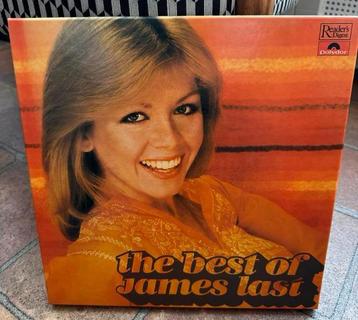 Reader's
Digest
Polydor
the best of
James last